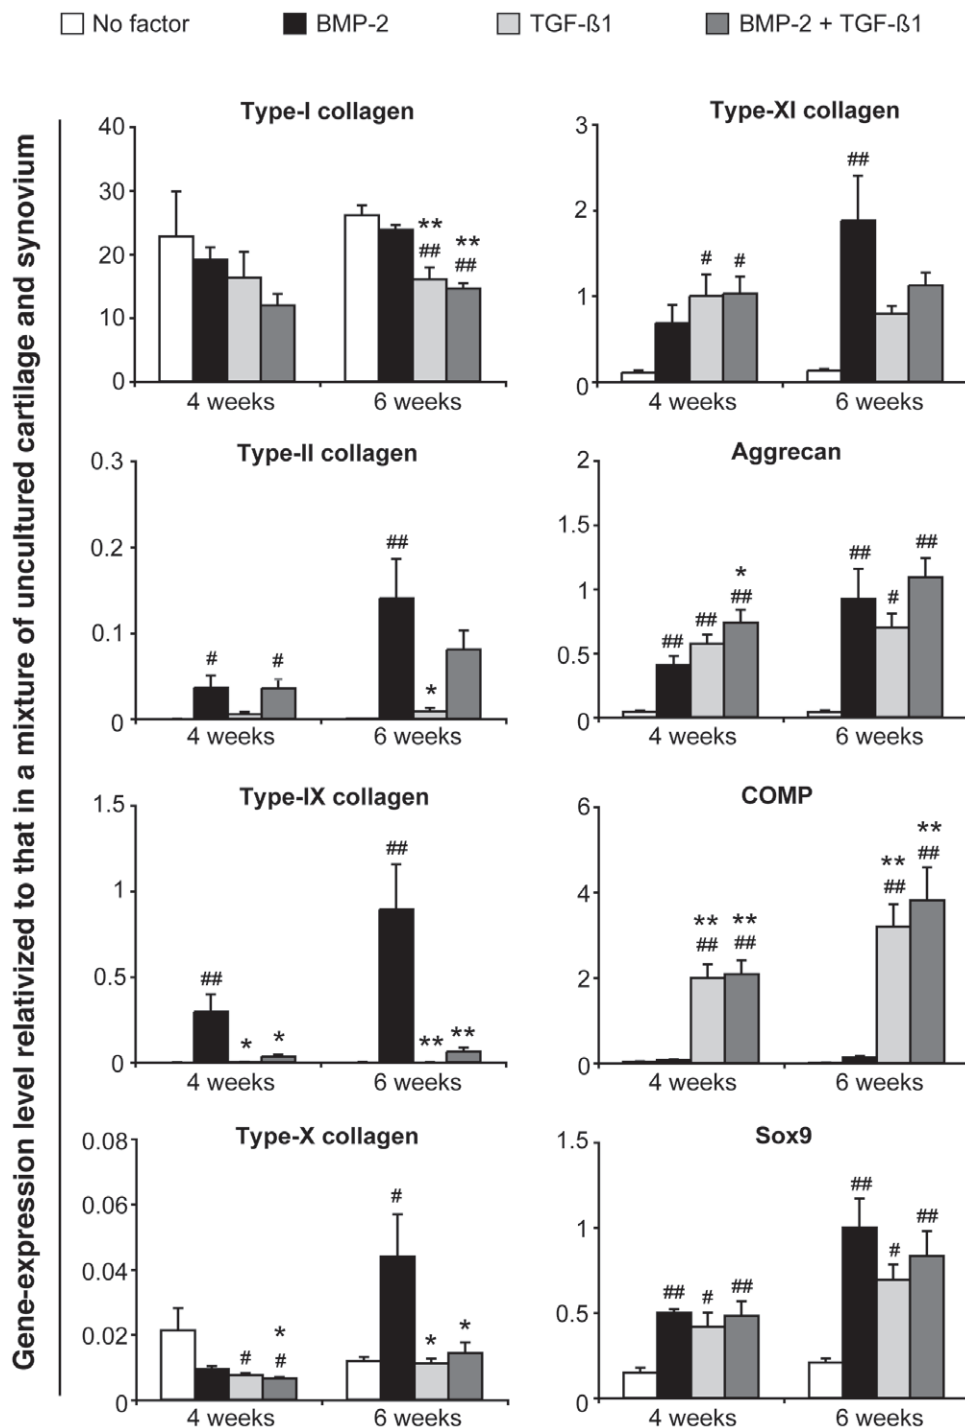 No factor BMP-2 TGF-ß1 BMP-2 + TGF-ß1
Gene-expression level relativized to that in a mixture of uncultured cartilage and synovium
Type-I collagen
40
30
20
10
0
** ## ** ##
4 weeks 6 weeks
Type-XI collagen
3
2
1
0
# # ##
4 weeks 6 weeks
Type-II collagen
0.3
0.2
0.1
0
# # ## *
4 weeks 6 weeks
Aggrecan
2
1.5
1
0.5
0
## ## * ## ## # ##
4 weeks 6 weeks
Type-IX collagen
1.5
1
0.5
0
## * * ## ** **
4 weeks 6 weeks
COMP
6
4
2
0
** ## ** ## ** ## ** ##
4 weeks 6 weeks
Type-X collagen
0.08
0.06
0.04
0.02
0
# * # # * *
4 weeks 6 weeks
Sox9
1.5
1
0.5
0
## # ## ## # ##
4 weeks 6 weeks